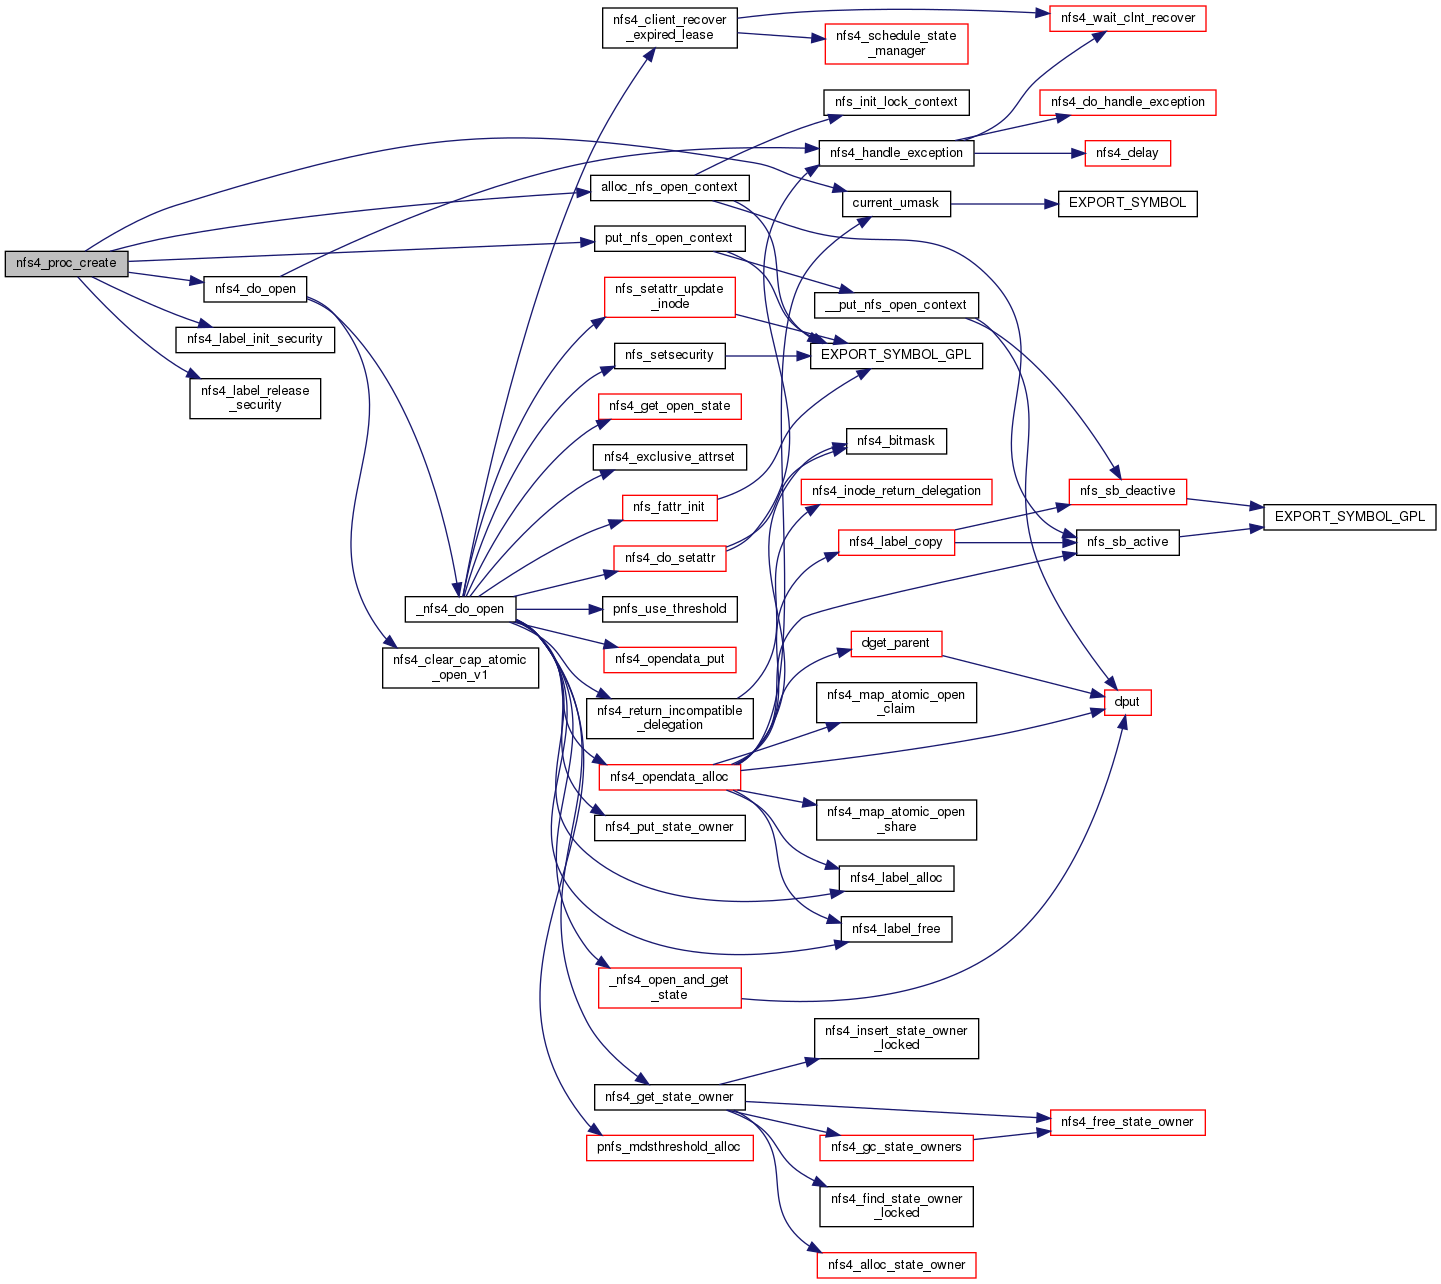 nfs4_proc_create
nfs4_do_open
nfs4_label_init_security
nfs4_label_release
_security
_nfs4_do_open
nfs4_clear_cap_atomic
_open_v1
nfs4_client_recover
_expired_lease
alloc_nfs_open_context
put_nfs_open_context
nfs_setattr_update
_inode
nfs_setsecurity
nfs4_get_open_state
nfs4_exclusive_attrset
nfs_fattr_init
nfs4_do_setattr
pnfs_use_threshold
nfs4_opendata_put
nfs4_return_incompatible
_delegation
nfs4_opendata_alloc
nfs4_put_state_owner
_nfs4_open_and_get
_state
nfs4_get_state_owner
pnfs_mdsthreshold_alloc
nfs4_schedule_state
_manager
nfs_init_lock_context
nfs4_handle_exception
current_umask
__put_nfs_open_context
EXPORT_SYMBOL_GPL
nfs4_bitmask
nfs4_inode_return_delegation
nfs4_label_copy
dget_parent
nfs4_map_atomic_open
_claim
nfs4_map_atomic_open
_share
nfs4_label_alloc
nfs4_label_free
nfs4_insert_state_owner
_locked
nfs4_gc_state_owners
nfs4_find_state_owner
_locked
nfs4_alloc_state_owner
nfs4_wait_clnt_recover
nfs4_do_handle_exception
nfs4_delay
EXPORT_SYMBOL
nfs_sb_deactive
nfs_sb_active
dput
nfs4_free_state_owner
EXPORT_SYMBOL_GPL